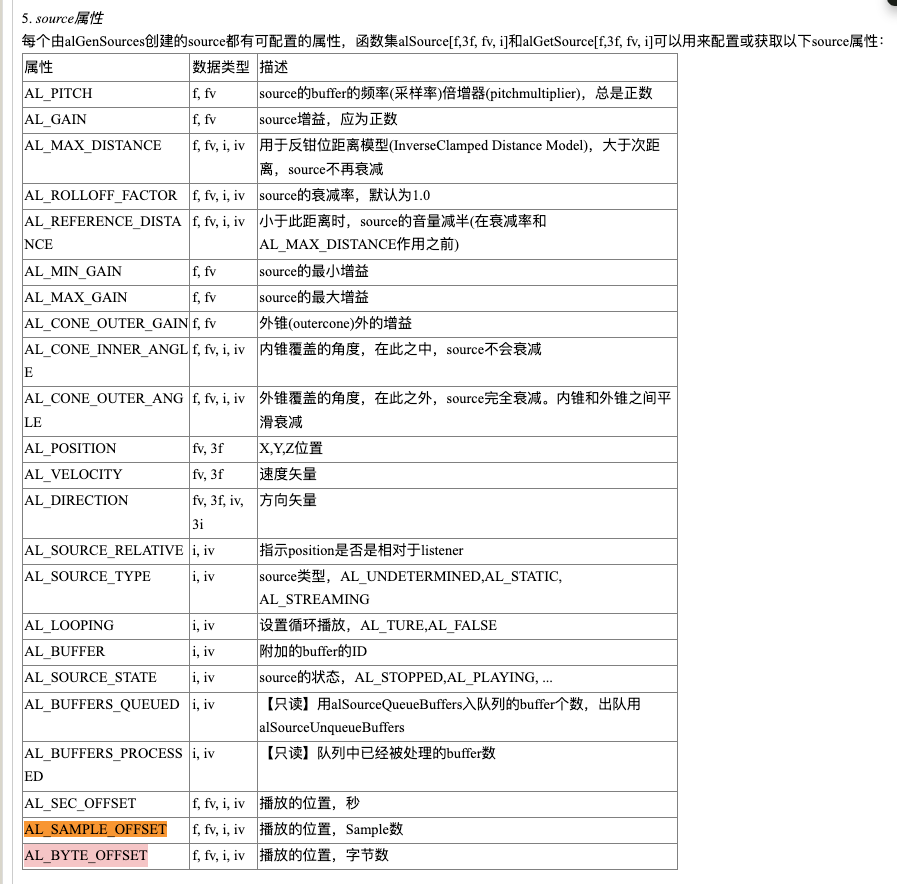 5. source属性
每个由alGenSources创建的source都有可配置的属性，函数集alSource[f,3f, fv, i]和alGetSource[f,3f, fv, i]可以用来配置或获取以下source属性：
属性 数据类型 描述
AL_PITCH f, fv source的buffer的频率(采样率)倍增器(pitchmultiplier)，总是正数
AL_GAIN f, fv source增益，应为正数
AL_MAX_DISTANCE f, fv, i, iv 用于反钳位距离模型(InverseClamped Distance Model)，大于次距
离，source不再衰减
AL_ROLLOFF_FACTOR f, fv, i, iv source的衰减率，默认为1.0
AL_REFERENCE_DISTA f, fv, i, iv 小于此距离时，source的音量减半(在衰减率和
NCE AL_MAX_DISTANCE作用之前)
AL_MIN_GAIN f, fv source的最小增益
AL_MAX_GAIN f, fv source的最大增益
AL_CONE_OUTER_GAIN f, fv 外锥(outercone)外的增益
AL_CONE_INNER_ANGL f, fv, i, iv 内锥覆盖的角度，在此之中，source不会衰减
E
AL_CONE_OUTER_ANG f, fv, i, iv 外锥覆盖的角度，在此之外，source完全衰减。内锥和外锥之间平
LE 滑衰减
AL_POSITION fv, 3f X,Y,Z位置
AL_VELOCITY fv, 3f 速度矢量
AL_DIRECTION fv, 3f, iv, 方向矢量
3i
AL_SOURCE_RELATIVE i, iv 指示position是否是相对于listener
AL_SOURCE_TYPE i, iv source类型，AL_UNDETERMINED,AL_STATIC,
AL_STREAMING
AL_LOOPING i, iv 设置循环播放，AL_TURE,AL_FALSE
AL_BUFFER i, iv 附加的buffer的ID
AL_SOURCE_STATE i, iv source的状态，AL_STOPPED,AL_PLAYING, ...
AL_BUFFERS_QUEUED i, iv 【只读】用alSourceQueueBuffers入队列的buffer个数，出队用
alSourceUnqueueBuffers
AL_BUFFERS_PROCESS i, iv 【只读】队列中已经被处理的buffer数
ED
AL_SEC_OFFSET f, fv, i, iv 播放的位置，秒
AL_SAMPLE_OFFSET f, fv, i, iv 播放的位置，Sample数
AL_BYTE_OFFSET f, fv, i, iv 播放的位置，字节数